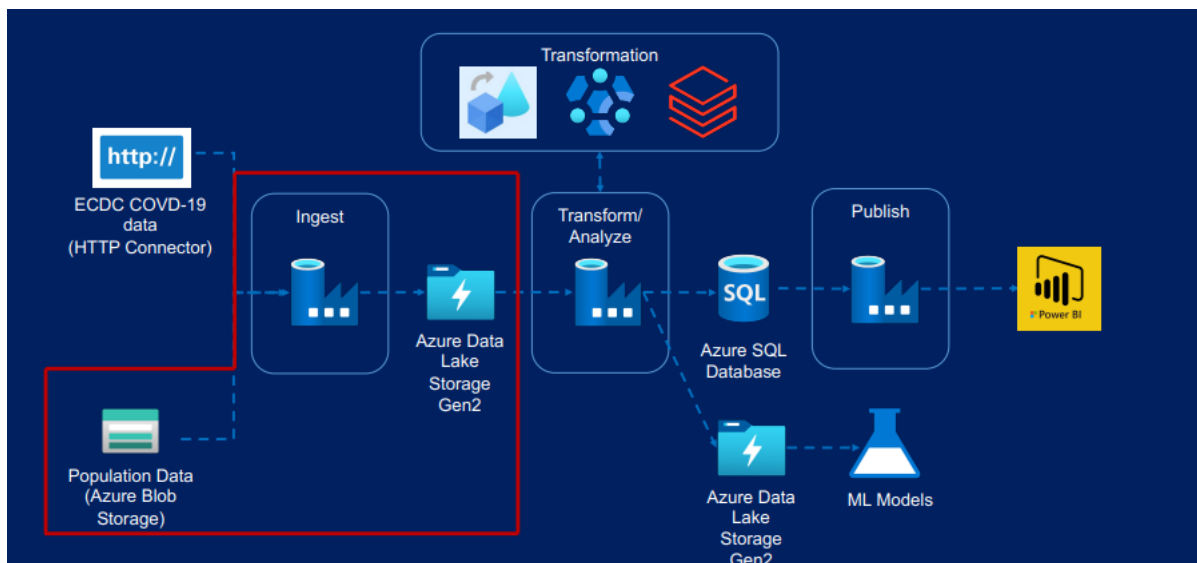 Transformation
http://
ECDC COVD-19
data
(HTTP Connector)
Ingest
Transform/
Analyze
Publish
SQL
Power BI
Azure Data
Lake
Storage
Gen2
Azure SQL
Database
Population Data
(Azure Blob
Storage)
Azure Data
Lake
Storage
Gen2
ML Models